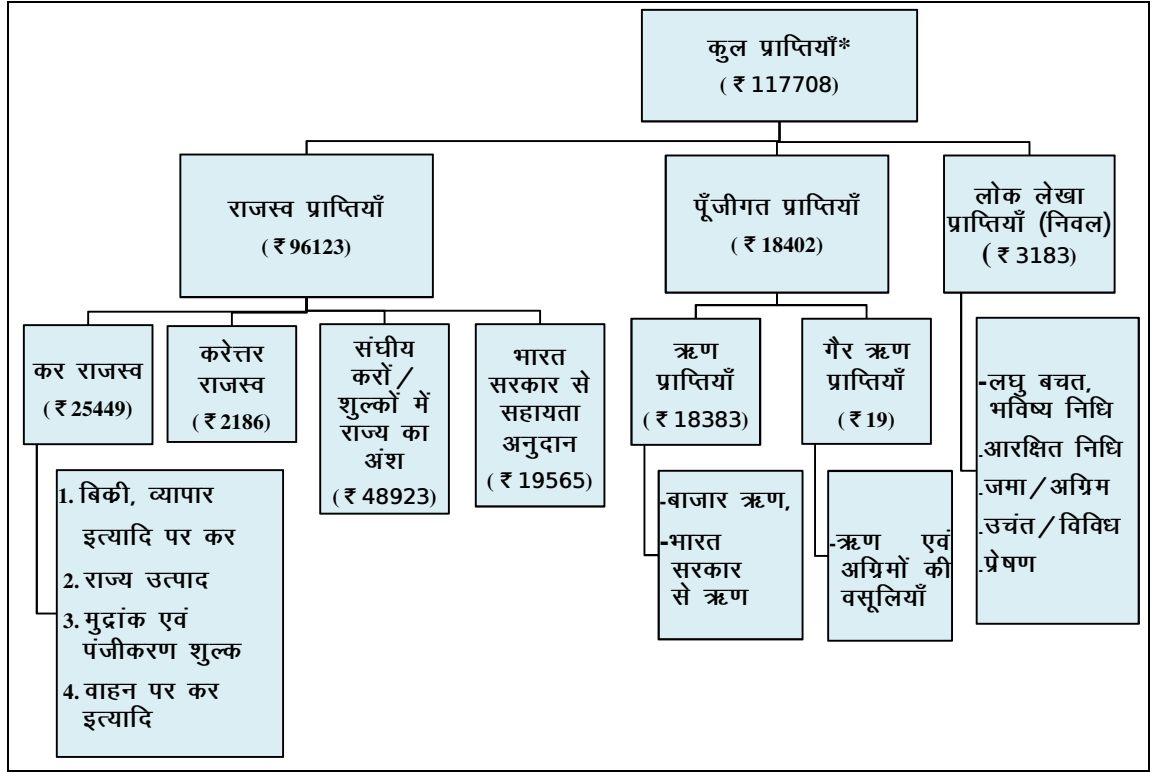 कुल प्राप्तियाँ*
( ₹ 117708)
राजस्व प्राप्तियाँ
( ₹ 96123)
पूँजीगत प्राप्तियाँ
( ₹ 18402)
लोक लेखा
प्राप्तियाँ (निवल)
( ₹ 3183)
कर राजस्व
( ₹ 25449)
करेत्तर
राजस्व
( ₹ 2186)
संघीय
करों/
शुल्कों में
राज्य का
अंश
( ₹ 48923)
भारत
सरकार से
सहायता
अनुदान
( ₹ 19565)
ऋण
प्राप्तियाँ
( ₹ 18383)
गैर ऋण
प्राप्तियाँ
( ₹ 19)
1. बिकी, व्यापार
इत्यादि पर कर
2. राज्य उत्पाद
3. मुद्रांक एवं
पंजीकरण शुल्क
4. वाहन पर कर
इत्यादि
-बाजार ऋण,
-भारत
सरकार
से ऋण
-ऋण एवं
अग्रिमों की
वसूलियाँ
-लघु बचत,
भविष्य निधि
-आरक्षित निधि
-जमा/अग्रिम
-उचंत/विविध
-प्रेषण